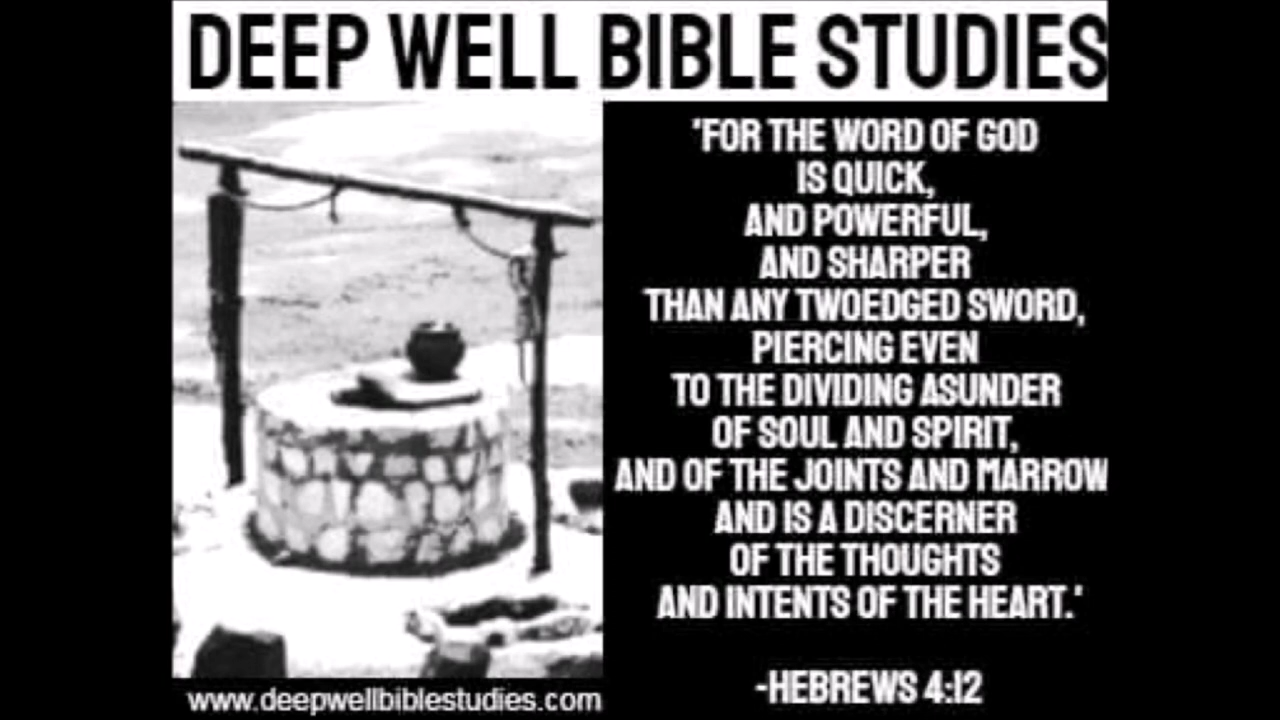 DEEP WELL BIBLE STUDIES
'FOR THE WORD OF GOD
IS QUICK,
AND POWERFUL,
AND SHARPER
THAN ANY TWOEDGED SWORD,
PIERCING EVEN
TO THE DIVIDING ASUNDER
OF SOUL AND SPIRIT,
AND OF THE JOINTS AND MARROW
AND IS A DISCERNER
OF THE THOUGHTS
AND INTENTS OF THE HEART.'
-HEBREWS 4:12
www.deepwellbiblestudies.com